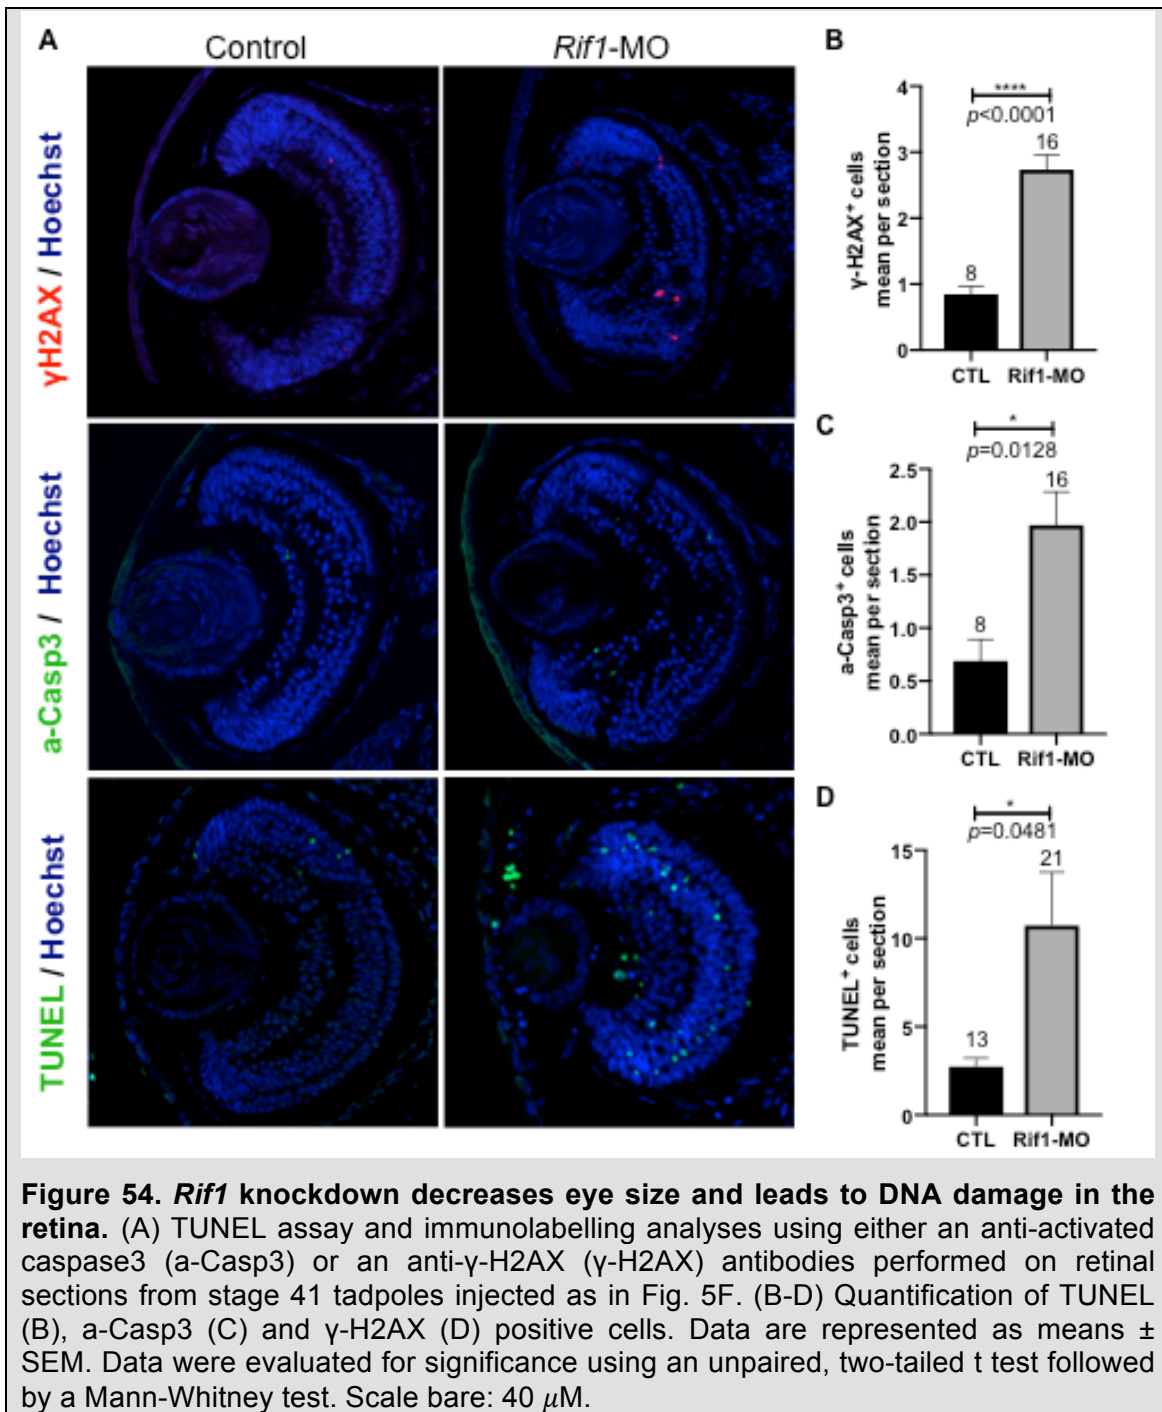 A
Control
Rif1-MO
γH2AX / Hoechst
a-Casp3 / Hoechst
TUNEL / Hoechst
B
****
p<0.0001
16
8
4
3
2
1
0
γ-H2AX⁺ cells
mean per section
CTL Rif1-MO
C
*
p=0.0128
16
8
2.5
2.0
1.5
1.0
0.5
0.0
a-Casp3⁺ cells
mean per section
CTL Rif1-MO
D
*
p=0.0481
21
13
15
10
5
0
TUNEL⁺ cells
mean per section
CTL Rif1-MO
Figure 54. Rif1 knockdown decreases eye size and leads to DNA damage in the
retina. (A) TUNEL assay and immunolabelling analyses using either an anti-activated
caspase3 (a-Casp3) or an anti-γ-H2AX (γ-H2AX) antibodies performed on retinal
sections from stage 41 tadpoles injected as in Fig. 5F. (B-D) Quantification of TUNEL
(B), a-Casp3 (C) and γ-H2AX (D) positive cells. Data are represented as means ±
SEM. Data were evaluated for significance using an unpaired, two-tailed t test followed
by a Mann-Whitney test. Scale bare: 40 μM.